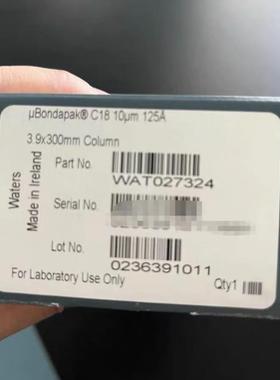 µBondapak® C18 10µm 125Å
3.9x300mm Column
Part No.
WAT027324
Serial No.
Lot No.
0236391011
For Laboratory Use Only
Qty1
Waters
Made in Ireland